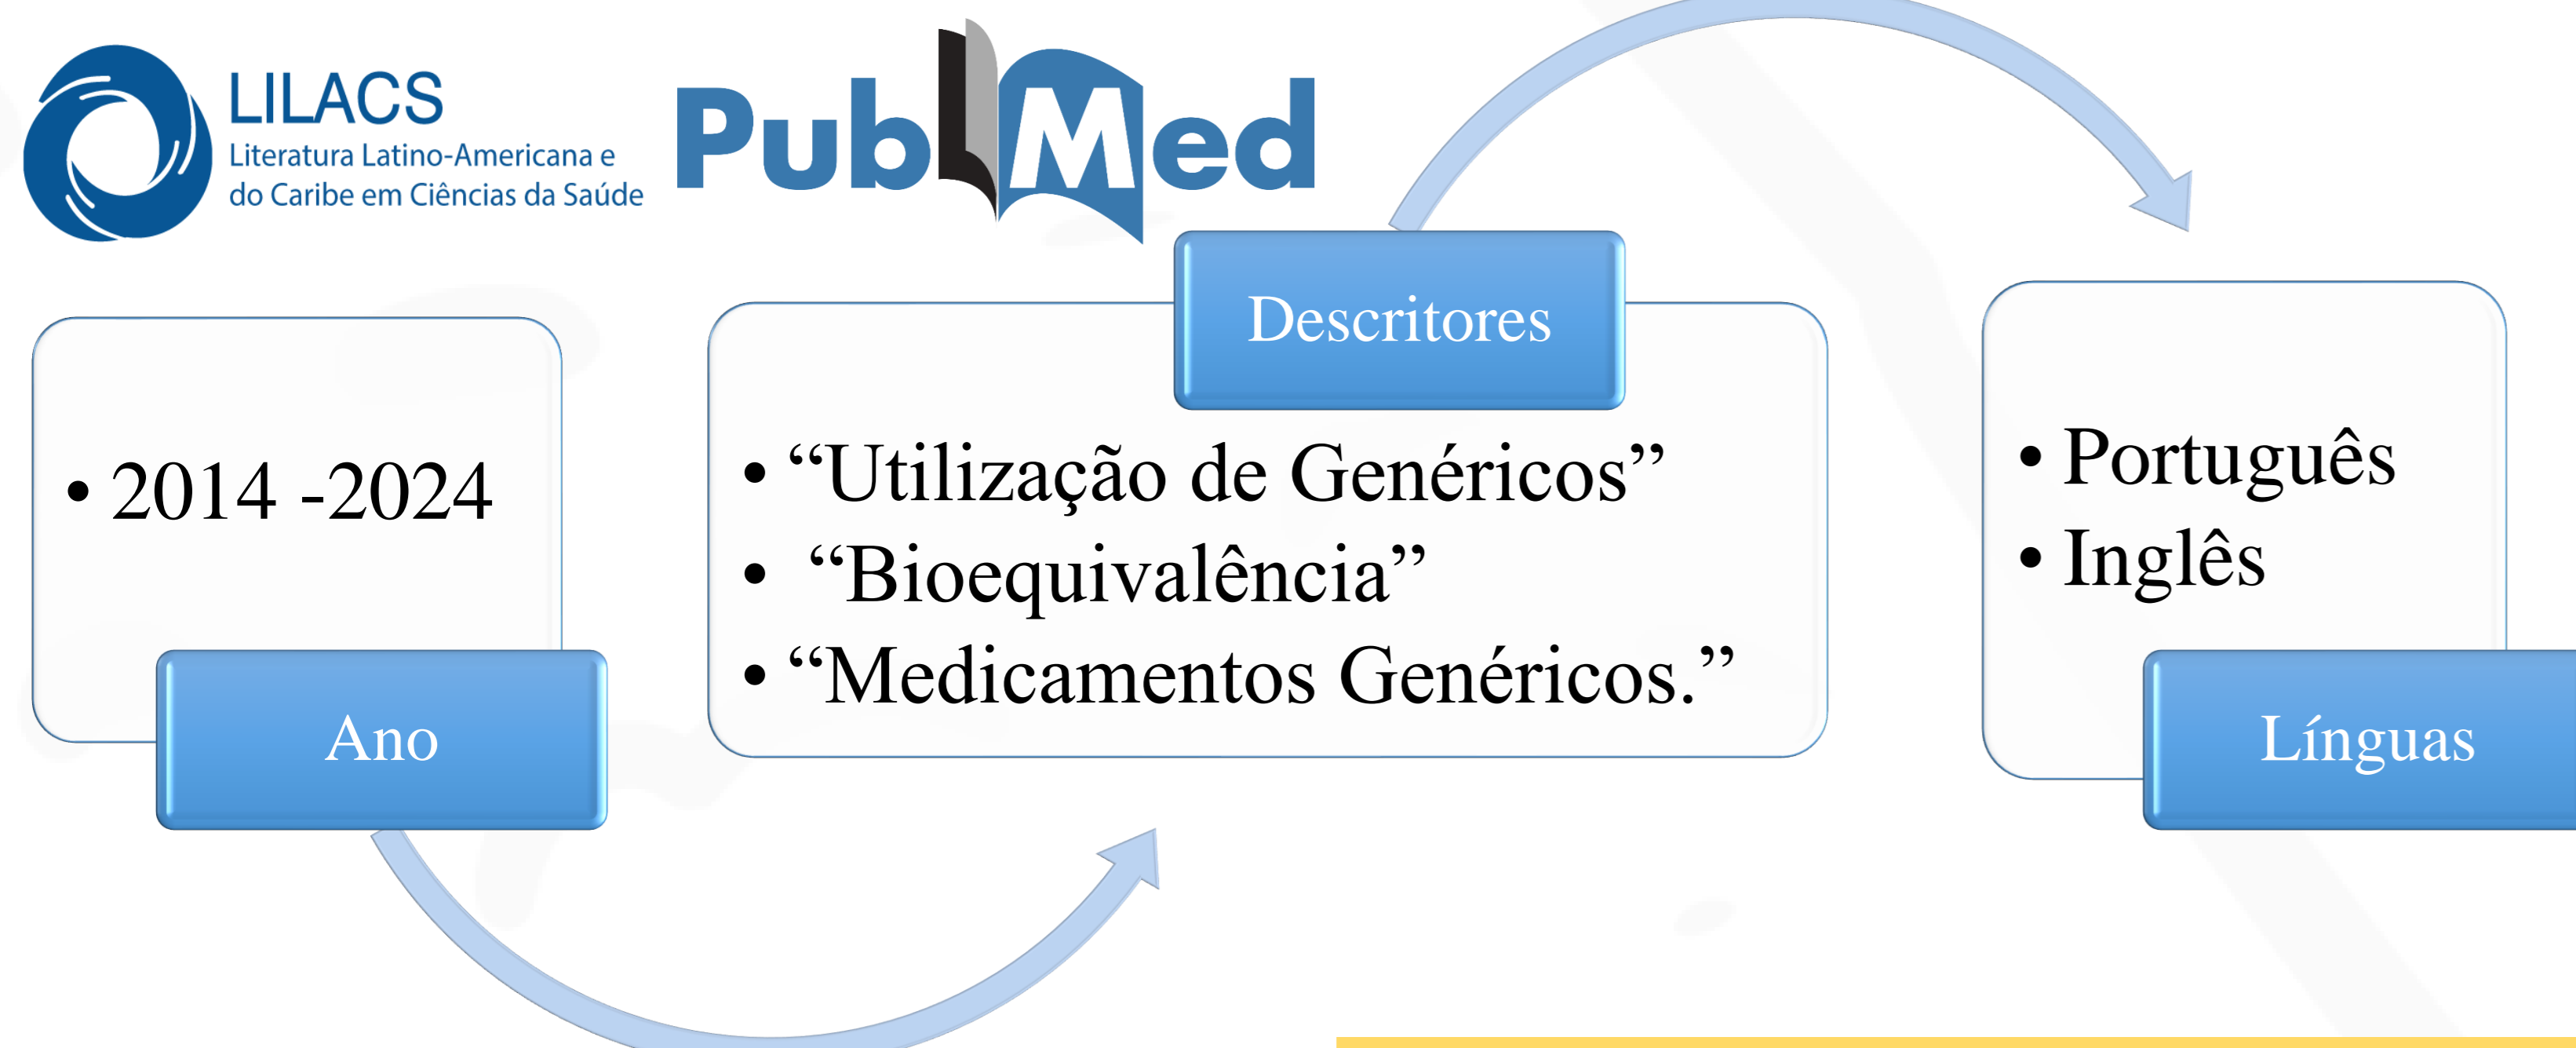 LILACS
Literatura Latino-Americana e
do Caribe em Ciências da Saúde
PubMed
• 2014 -2024
Ano
Descritores
• “Utilização de Genéricos”
• “Bioequivalência”
• “Medicamentos Genéricos.”
• Português
• Inglês
Línguas